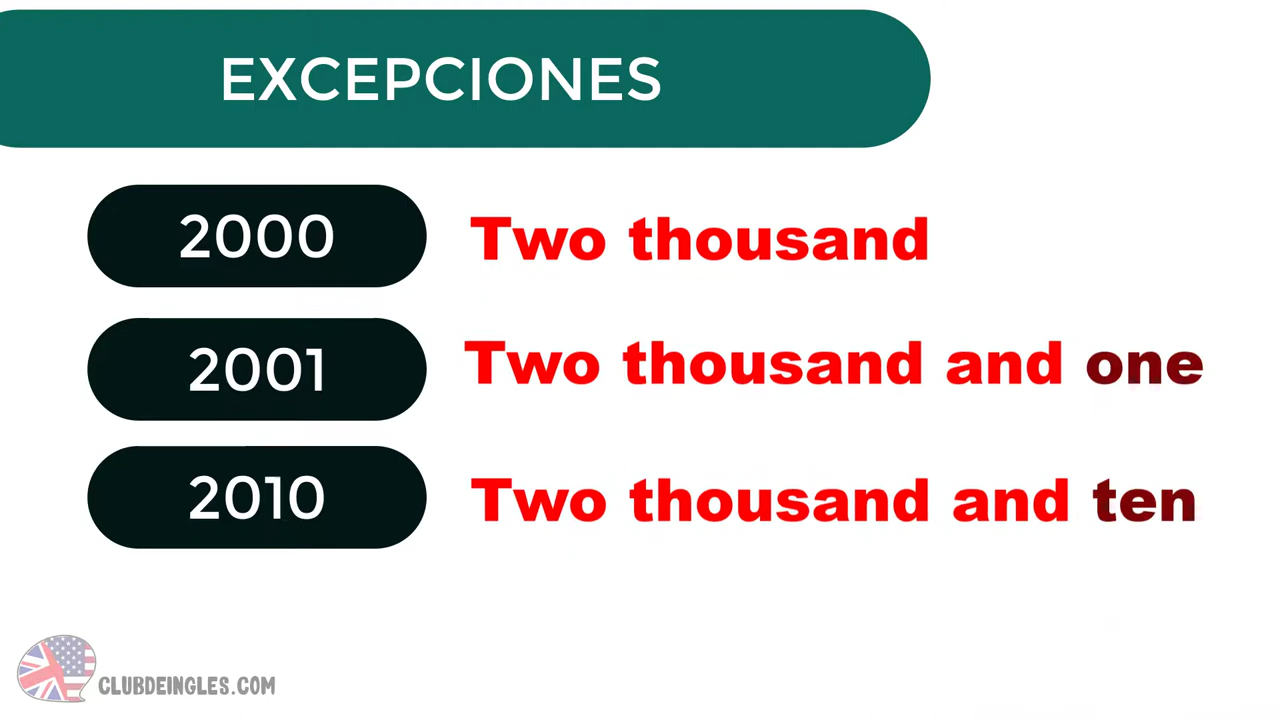 EXCEPCIONES
2000 Two thousand
2001 Two thousand and one
2010 Two thousand and ten
CLUBDEINGLES.COM